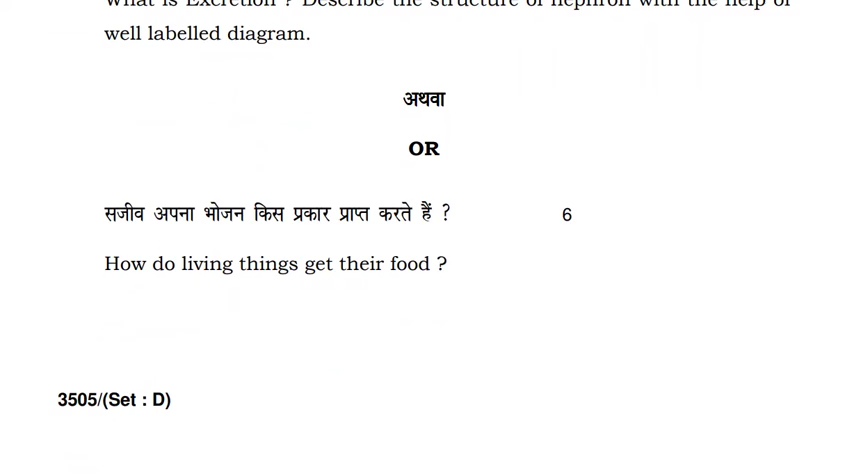 What is Excretion ? Describe the structure of nephron with the help of
well labelled diagram.
अथवा
OR
सजीव अपना भोजन किस प्रकार प्राप्त करते हैं ? 6
How do living things get their food ?
3505/(Set : D)